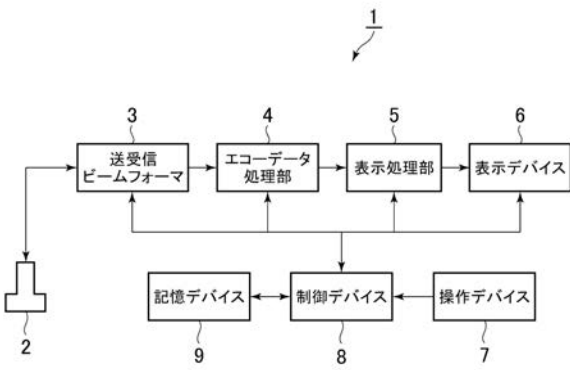 1
3
4
5
6
送受信
ビームフォーマ
エコーデータ
処理部
表示処理部
表示デバイス
記憶デバイス
制御デバイス
操作デバイス
2
9
8
7